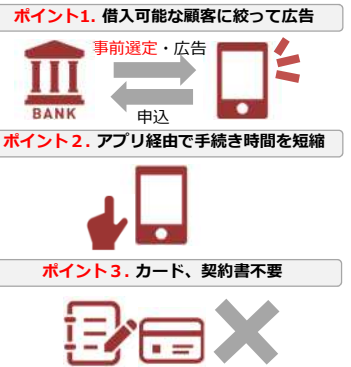 ポイント1. 借入可能な顧客に絞って広告
事前選定・広告
BANK
申込
ポイント２. アプリ経由で手続き時間を短縮
ポイント３. カード、契約書不要